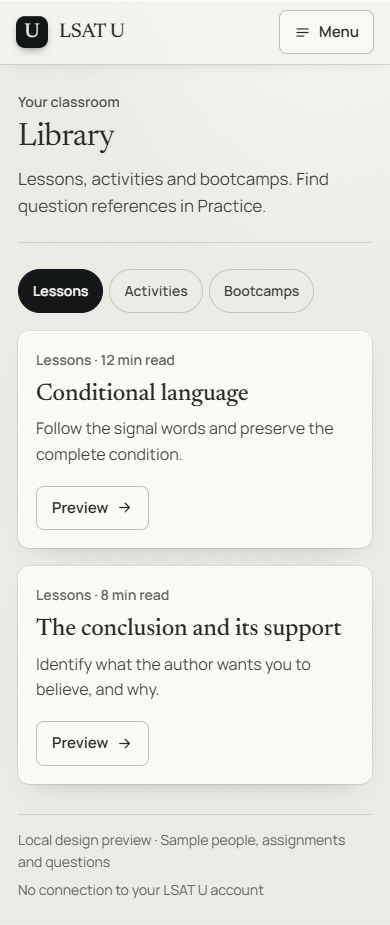 U LSAT U
Menu
Your classroom
Library
Lessons, activities and bootcamps. Find
question references in Practice.
Lessons Activities Bootcamps
Lessons · 12 min read
Conditional language
Follow the signal words and preserve the
complete condition.
Preview →
Lessons · 8 min read
The conclusion and its support
Identify what the author wants you to
believe, and why.
Preview →
Local design preview · Sample people, assignments
and questions
No connection to your LSAT U account